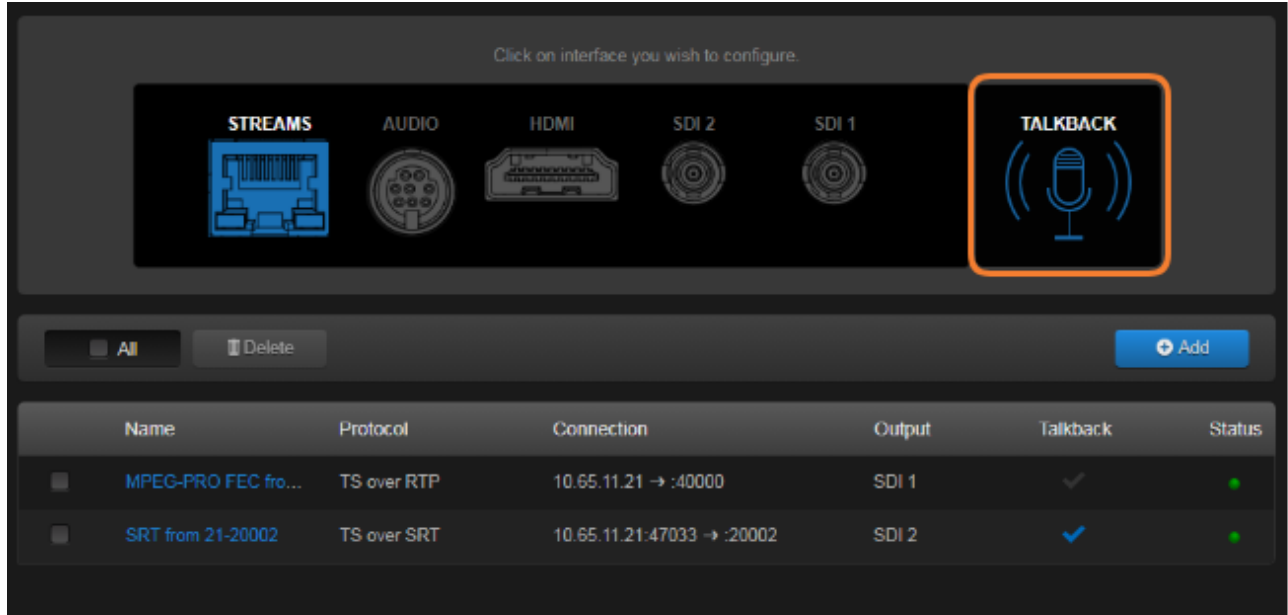 Click on interface you wish to configure.
STREAMS AUDIO HDMI SDI 2 SDI 1 TALKBACK
All Delete Add
Name Protocol Connection Output Talkback Status
MPEG-PRO FEC fro... TS over RTP 10.65.11.21 → :40000 SDI 1
SRT from 21-20002 TS over SRT 10.65.11.21:47033 → :20002 SDI 2